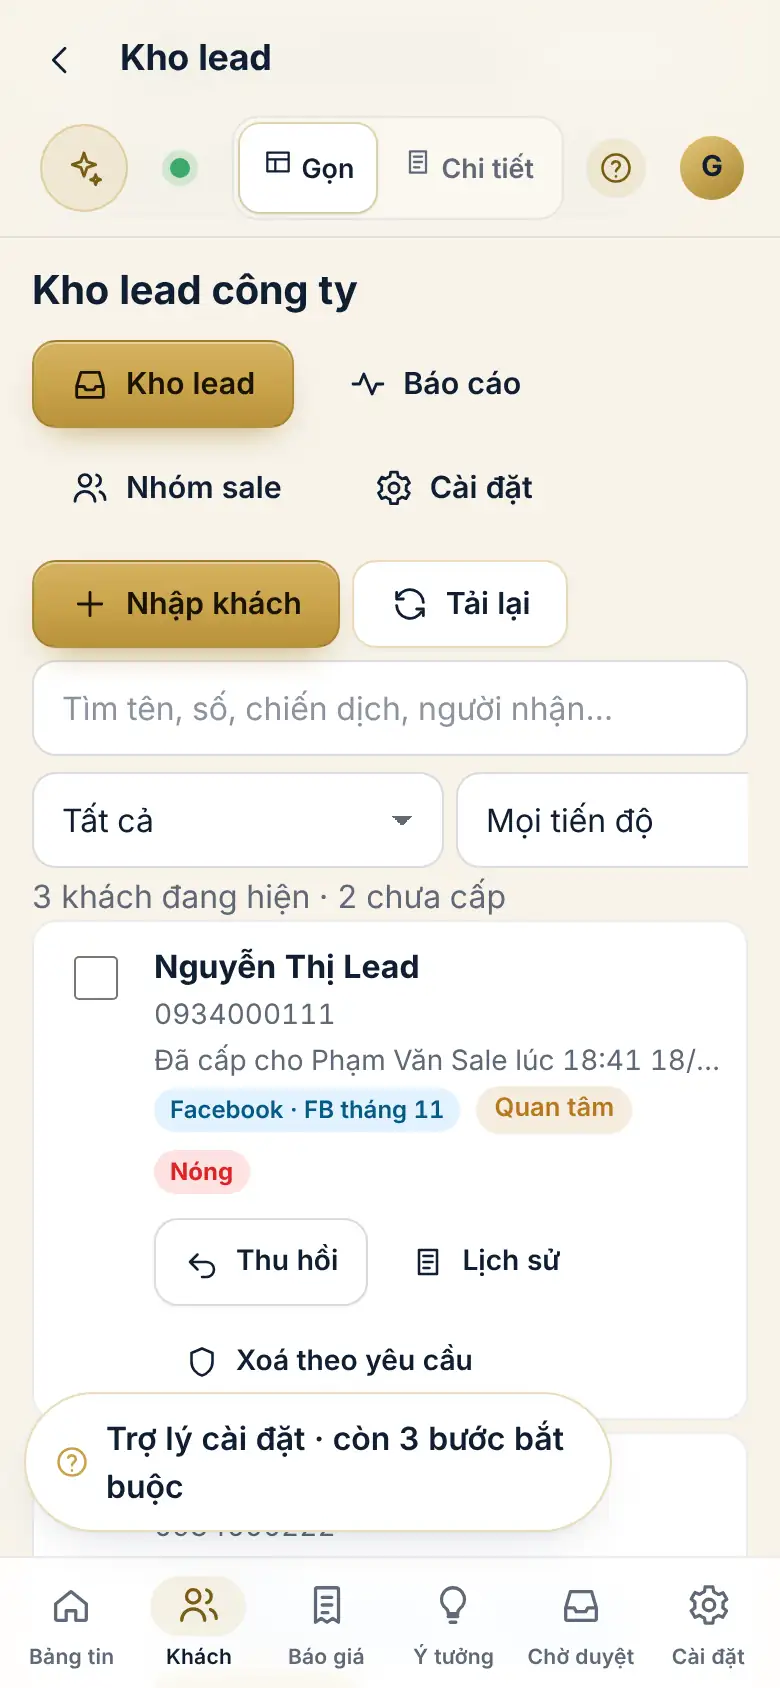 Kho lead
Gọn
Chi tiết
G
Kho lead công ty
Kho lead
Báo cáo
Nhóm sale
Cài đặt
Nhập khách
Tải lại
Tìm tên, số, chiến dịch, người nhận...
Tất cả
Mọi tiến độ
3 khách đang hiện · 2 chưa cấp
Nguyễn Thị Lead
0934000111
Đã cấp cho Phạm Văn Sale lúc 18:41 18/...
Facebook · FB tháng 11
Quan tâm
Nóng
Thu hồi
Lịch sử
Xoá theo yêu cầu
Trợ lý cài đặt · còn 3 bước bắt
buộc
Bảng tin
Khách
Báo giá
Ý tưởng
Chờ duyệt
Cài đặt